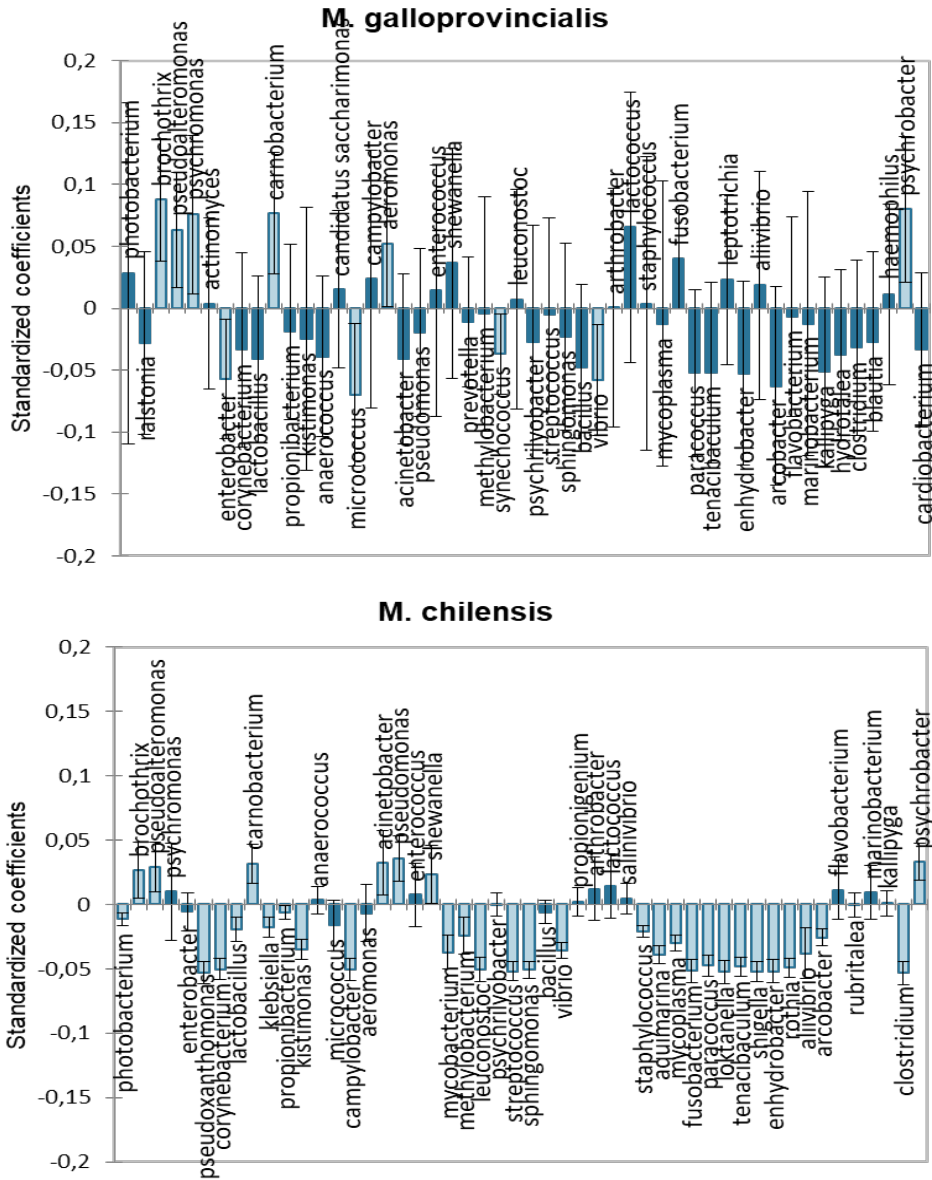 M. galloprovincialis
Standardized coefficients
0,2
0,15
0,1
0,05
0
-0,05
-0,1
-0,15
-0,2
photobacterium
ralstonia
brochothrix
pseudoalteromonas
psychromonas
actinomyces
enterobacter
corynebacterium
lactobacillus
carnobacterium
propionibacterium
kistimonas
anaerococcus
candidatus saccharimonas
micrococcus
campylobacter
aeromonas
acinetobacter
pseudomonas
enterococcus
shewanella
prevotella
methylobacterium
synechococcus
leuconostoc
psychrilyobacter
streptococcus
sphingomonas
bacillus
vibrio
arthrobacter
lactococcus
staphylococcus
mycoplasma
fusobacterium
paracoccus
tenacibaculum
leptotrichia
enhydrobacter
aliivibrio
arcobacter
flavobacterium
marinobacterium
kallipyga
hydrotalea
clostridium
blautia
haemophilus
psychrobacter
cardiobacterium
M. chilensis
Standardized coefficients
0,2
0,15
0,1
0,05
0
-0,05
-0,1
-0,15
-0,2
photobacterium
brochothrix
pseudoalteromonas
psychromonas
enterobacter
pseudoxanthomonas
corynebacterium
lactobacillus
carnobacterium
klebsiella
propionibacterium
kistimonas
anaerococcus
micrococcus
campylobacter
aeromonas
acinetobacter
pseudomonas
enterococcus
shewanella
mycobacterium
methylobacterium
leuconostoc
psychrilyobacter
streptococcus
sphingomonas
bacillus
vibrio
propionigenium
arthrobacter
lactococcus
salinivibrio
staphylococcus
adumarina
mycoplasma
fusobacterium
paracoccus
loktanella
tenacibaculum
shigella
enhydrobacter
rothia
aliivibrio
arcobacter
flavobacterium
rubritalea
marinobacterium
kallipyga
clostridium
psychrobacter